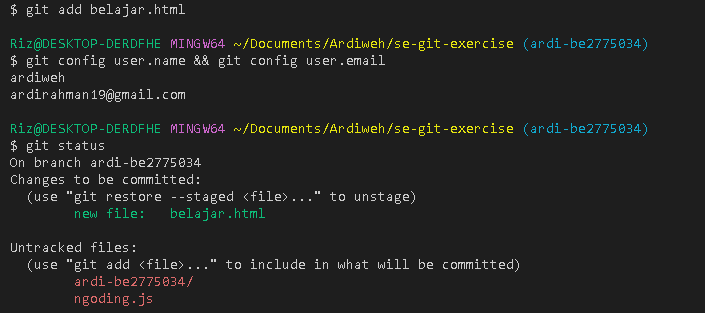 $ git add belajar.html
Riz@DESKTOP-DERDFHE MINGW64 ~/Documents/Ardiweh/se-git-exercise (ardi-be2775034)
$ git config user.name && git config user.email
ardiweh
ardirahman19@gmail.com
Riz@DESKTOP-DERDFHE MINGW64 ~/Documents/Ardiweh/se-git-exercise (ardi-be2775034)
$ git status
On branch ardi-be2775034
Changes to be committed:
  (use "git restore --staged <file>..." to unstage)
        new file:   belajar.html
Untracked files:
  (use "git add <file>..." to include in what will be committed)
        ardi-be2775034/
        ngoding.js